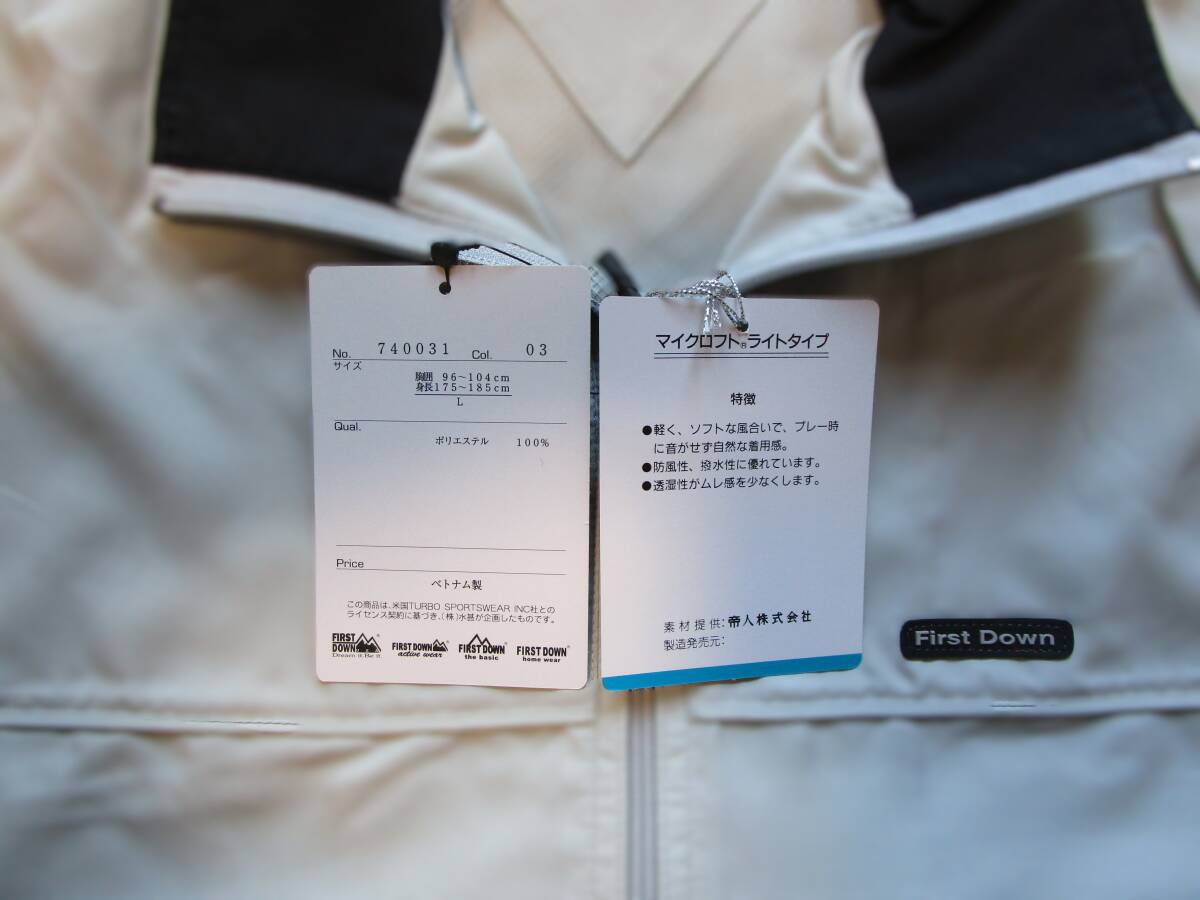 No. 740031 Col. 03
サイズ
胸囲 96～104cm
身長175～185cm
L
Qual.
ポリエステル 100%
Price
ベトナム製
この商品は、米国TURBO SPORTSWEAR INC社との
ライセンス契約に基づき、(株)水甚が企画したものです。
FIRST DOWN
Dream it.Be it.
FIRST DOWN
active wear
FIRST DOWN
the basic
FIRST DOWN
home wear
マイクロフト®ライトタイプ
特徴
●軽く、ソフトな風合いで、プレー時
に音がせず自然な着用感。
●防風性、撥水性に優れています。
●透湿性がムレ感を少なくします。
素材提供:帝人株式会社
製造発売元:
First Down